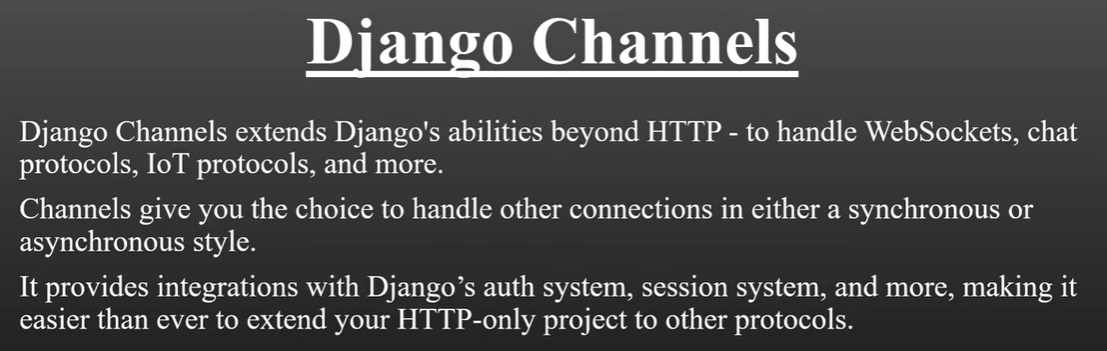 Django Channels
Django Channels extends Django's abilities beyond HTTP - to handle WebSockets, chat
protocols, IoT protocols, and more.
Channels give you the choice to handle other connections in either a synchronous or
asynchronous style.
It provides integrations with Django’s auth system, session system, and more, making it
easier than ever to extend your HTTP-only project to other protocols.